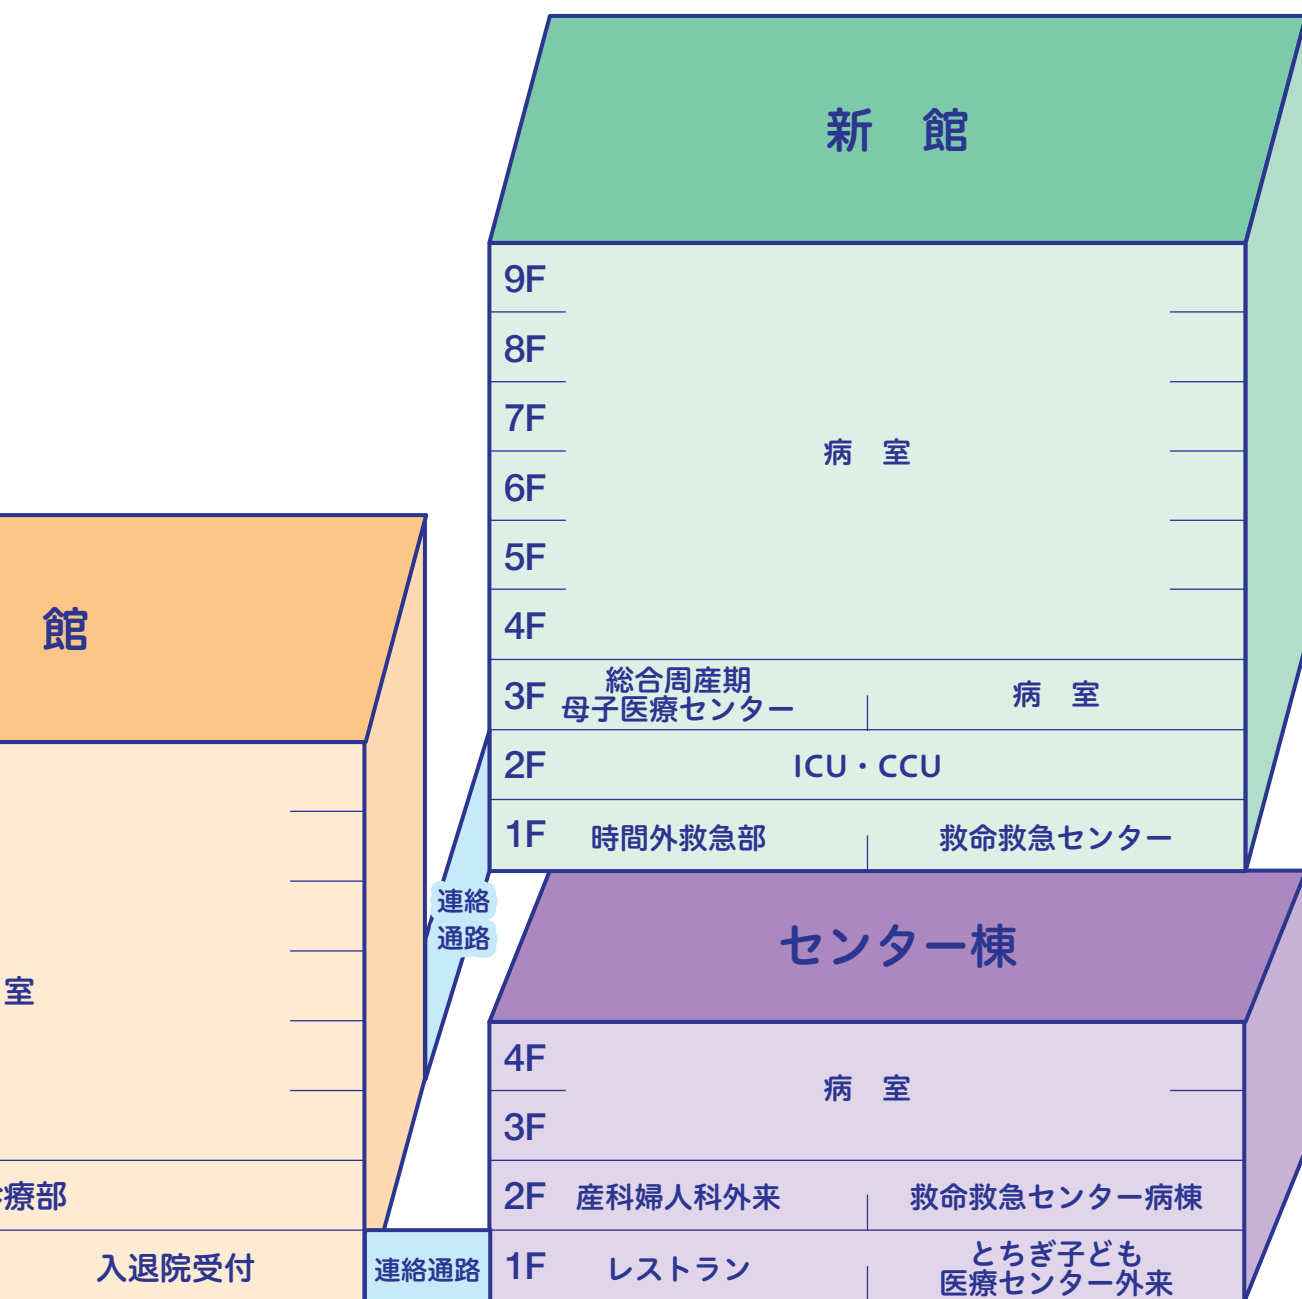 新 館
9F
8F
7F
病 室
6F
5F
4F
3F 総合周産期
母子医療センター
病 室
2F ICU・CCU
1F 時間外救急部 救命救急センター
館
室
療部
入退院受付
連絡
通路
連絡通路
センター棟
4F
病 室
3F
2F 産科婦人科外来 救命救急センター病棟
1F レストラン
とちぎ子ども
医療センター外来